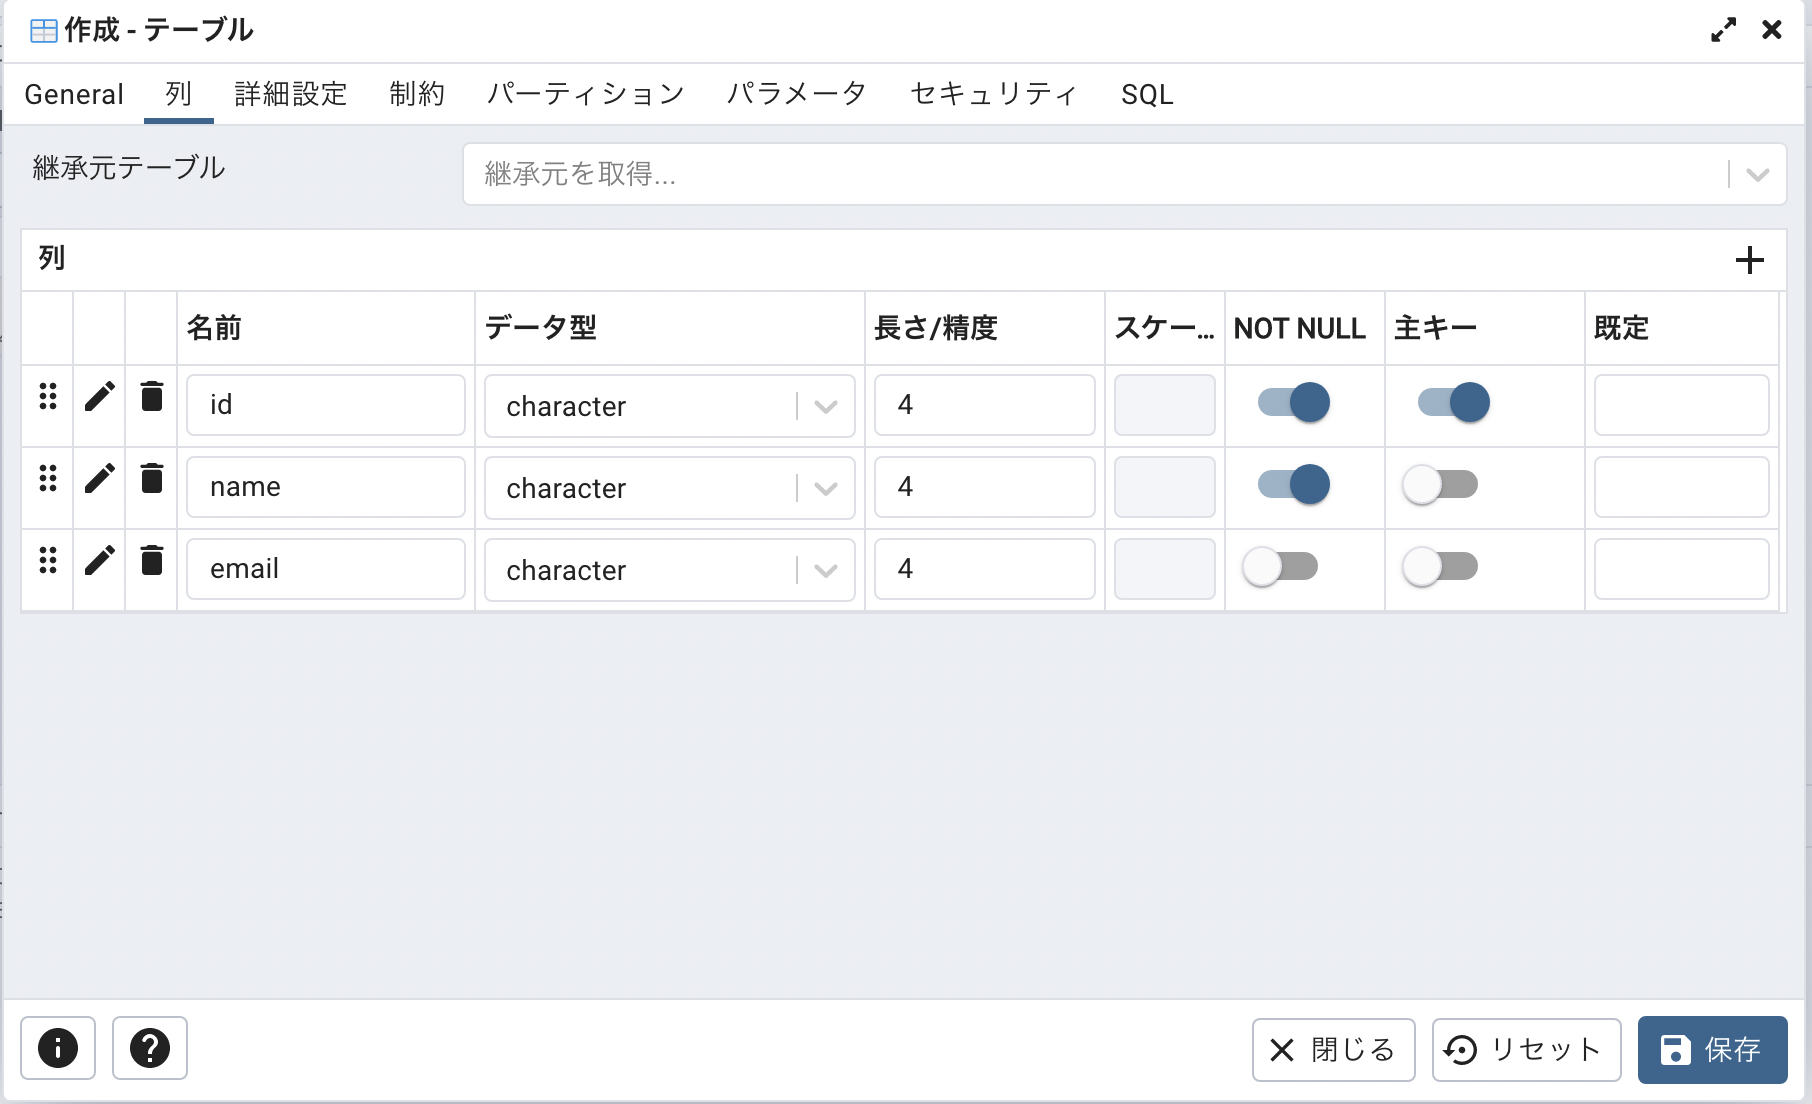 作成 - テーブル
General 列 詳細設定 制約 パーティション パラメータ セキュリティ SQL
継承元テーブル 継承元を取得...
列
名前 データ型 長さ/精度 スケー... NOT NULL 主キー 既定
id character 4
name character 4
email character 4
閉じる リセット 保存